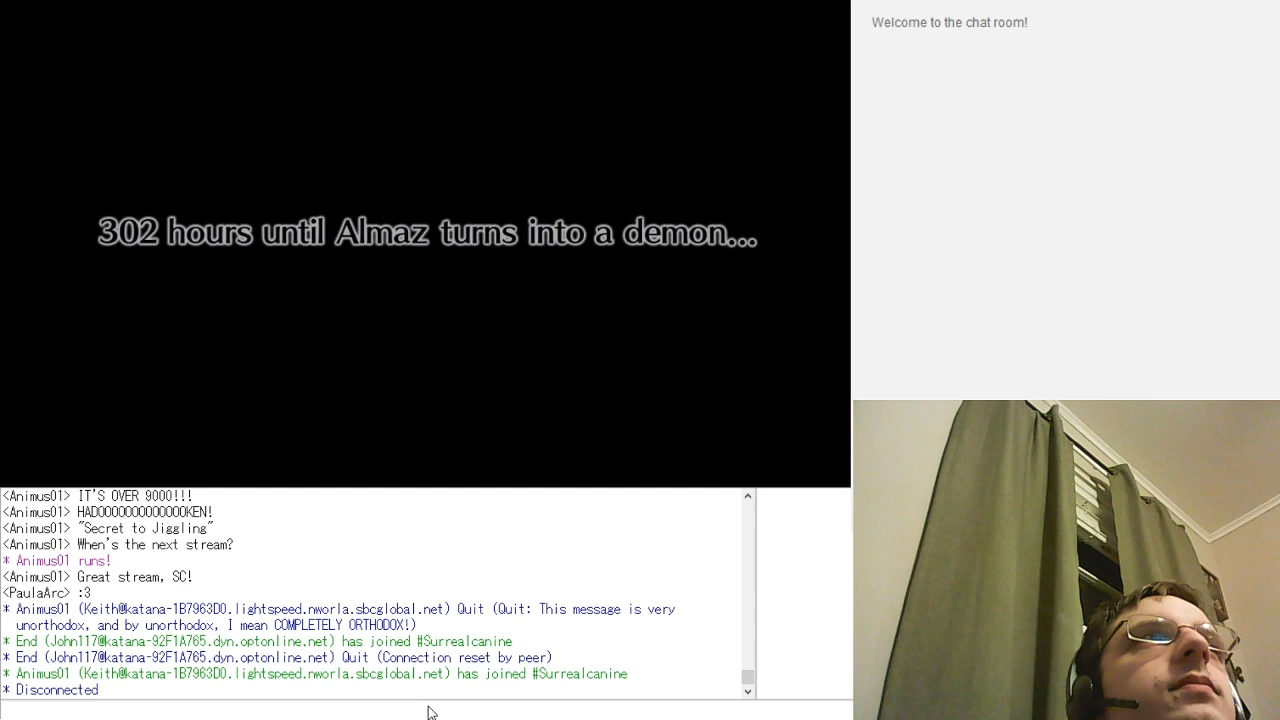 302 hours until Almaz turns into a demon...
Welcome to the chat room!
<Animus01> IT'S OVER 9000!!!
<Animus01> HADOOOOOOOOOOOOKEN!
<Animus01> "Secret to Jiggling"
<Animus01> When's the next stream?
* Animus01 runs!
<Animus01> Great stream, SC!
<PaulaArc> :3
* Animus01 (Keith@katana-1B7963D0.lightspeed.nworla.sbcglobal.net) Quit (Quit: This message is very
unorthodox, and by unorthodox, I mean COMPLETELY ORTHODOX!)
* End (John117@katana-92F1A765.dyn.optonline.net) has joined #Surrealcanine
* End (John117@katana-92F1A765.dyn.optonline.net) Quit (Connection reset by peer)
* Animus01 (Keith@katana-1B7963D0.lightspeed.nworla.sbcglobal.net) has joined #Surrealcanine
* Disconnected